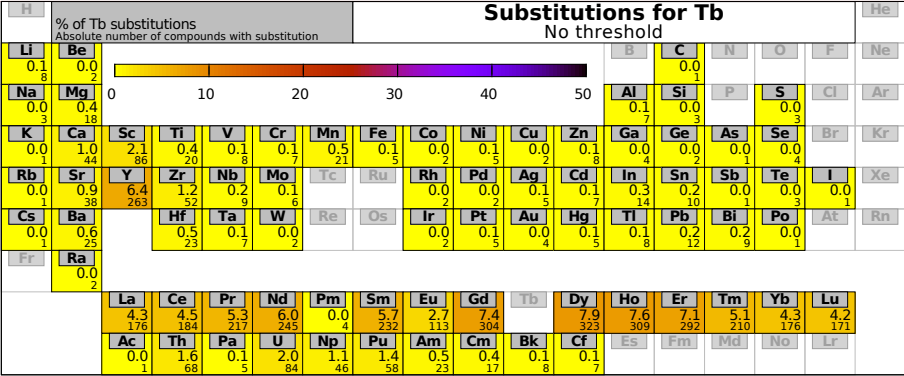 H He
% of Tb substitutions
Absolute number of compounds with substitution
Substitutions for Tb
No threshold
Li Be B C N O F Ne
0.1 0.0 0.0
8 2 1
0 10 20 30 40 50
Na Mg Al Si P S Cl Ar
0.0 0.4 0.1 0.0 0.0
3 18 7 3 3
K Ca Sc Ti V Cr Mn Fe Co Ni Cu Zn Ga Ge As Se Br Kr
0.0 1.0 2.1 0.4 0.1 0.1 0.5 0.1 0.0 0.1 0.0 0.1 0.0 0.0 0.0 0.0
1 44 86 20 8 7 21 5 2 5 2 8 4 2 1 4
Rb Sr Y Zr Nb Mo Tc Ru Rh Pd Ag Cd In Sn Sb Te I Xe
0.0 0.9 6.4 1.2 0.2 0.1 0.0 0.0 0.1 0.1 0.3 0.2 0.0 0.0 0.0
1 38 263 52 9 6 2 2 5 7 14 10 1 3 1
Cs Ba Hf Ta W Re Os Ir Pt Au Hg Tl Pb Bi Po At Rn
0.0 0.6 0.5 0.1 0.0 0.0 0.1 0.0 0.1 0.1 0.2 0.2 0.0
1 25 23 7 2 2 5 4 5 8 12 9 1
Fr Ra
0.0
2
La Ce Pr Nd Pm Sm Eu Gd Tb Dy Ho Er Tm Yb Lu
4.3 4.5 5.3 6.0 0.0 5.7 2.7 7.4 7.9 7.6 7.1 5.1 4.3 4.2
176 184 217 245 4 232 113 304 323 309 292 210 176 171
Ac Th Pa U Np Pu Am Cm Bk Cf Es Fm Md No Lr
0.0 1.6 0.1 2.0 1.1 1.4 0.5 0.4 0.1 0.1
1 68 5 84 46 58 23 17 8 7